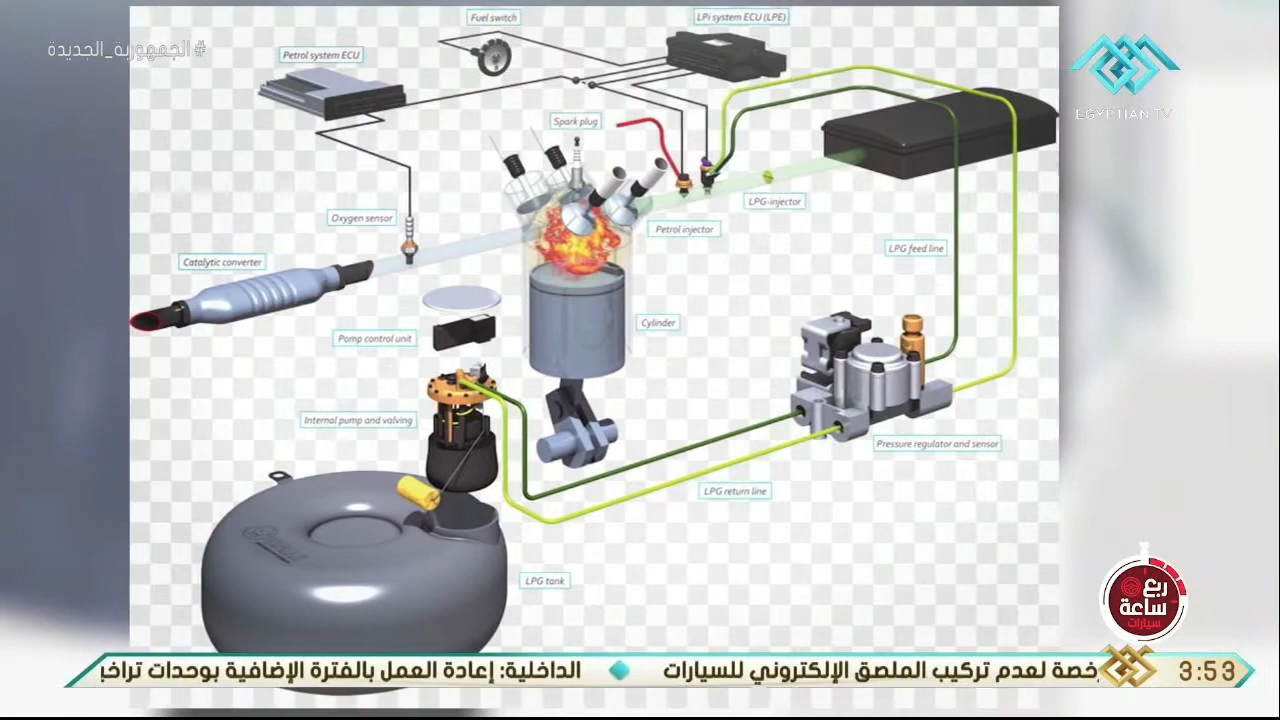 Fuel switch
LPi system ECU (LPE)
#الجمهورية_الجديدة
Petrol system ECU
EGYPTIAN TV
Spark plug
LPG-injector
Oxygen sensor
Petrol injector
LPG feed line
Catalytic converter
Cylinder
Pomp control unit
Internal pump and valving
Pressure regulator and sensor
LPG return line
LPG tank
ربع
ساعة
سيارات
خصة لعدم تركيب الملصق الإلكتروني للسيارات
الداخلية: إعادة العمل بالفترة الإضافية بوحدات تراخي
3:53